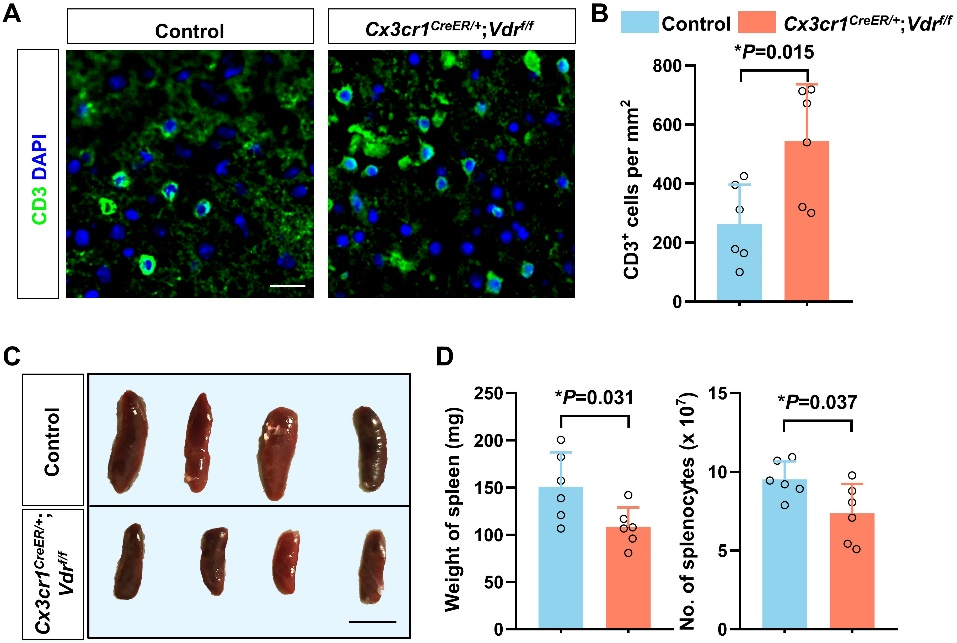 A
Control
Cx3cr1CreER/+;Vdrf/f
CD3 DAPI
B
Control
Cx3cr1CreER/+;Vdrf/f
*P=0.015
CD3+ cells per mm2
800
600
400
200
0
C
Control
Cx3cr1CreER/+;
Vdrf/f
D
Weight of spleen (mg)
250
200
150
100
50
0
*P=0.031
No. of splenocytes (x 107)
15
10
5
0
*P=0.037